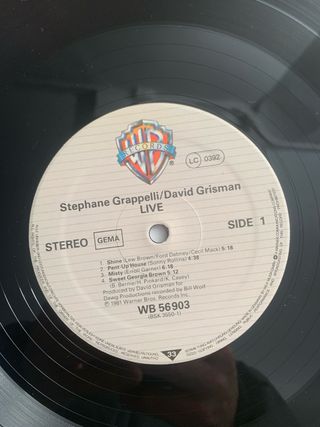 WB
RECORDS
LC 0392
Stephane Grappelli/David Grisman
LIVE
STEREO GEMA SIDE 1
1. Shine (Lew Brown/Ford Dabney/Cecil Mack) 5:18
2. Pent-Up House (Sonny Rollins) 4:38
3. Misty (Erroll Garner) 6:18
4. Sweet Georgia Brown 5:12
(B. Bernie/M. Pinkard/K. Casey)
Produced by David Grisman for
Dawg Productions recorded by Bill Wolf
℗ 1981 Warner Bros. Records Inc.
WB 56903
(BSK 3550-1)
33